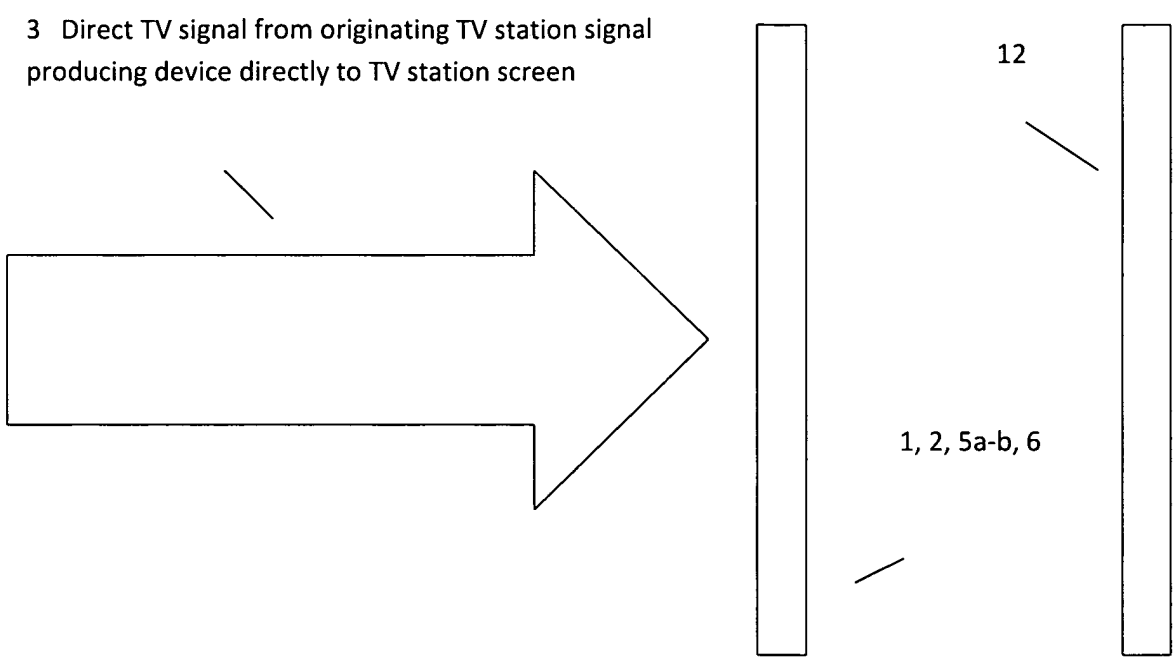 3 Direct TV signal from originating TV station signal
producing device directly to TV station screen
12
1, 2, 5a-b, 6